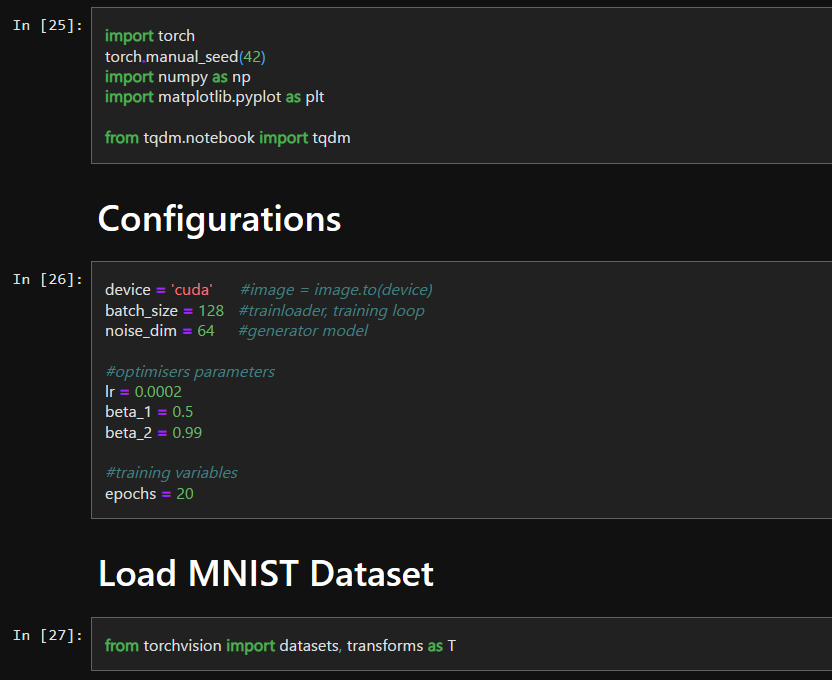 In [25]:
import torch
torch.manual_seed(42)
import numpy as np
import matplotlib.pyplot as plt
from tqdm.notebook import tqdm
Configurations
In [26]:
device = 'cuda' #image = image.to(device)
batch_size = 128 #trainloader, training loop
noise_dim = 64 #generator model
#optimisers parameters
lr = 0.0002
beta_1 = 0.5
beta_2 = 0.99
#training variables
epochs = 20
Load MNIST Dataset
In [27]:
from torchvision import datasets, transforms as T